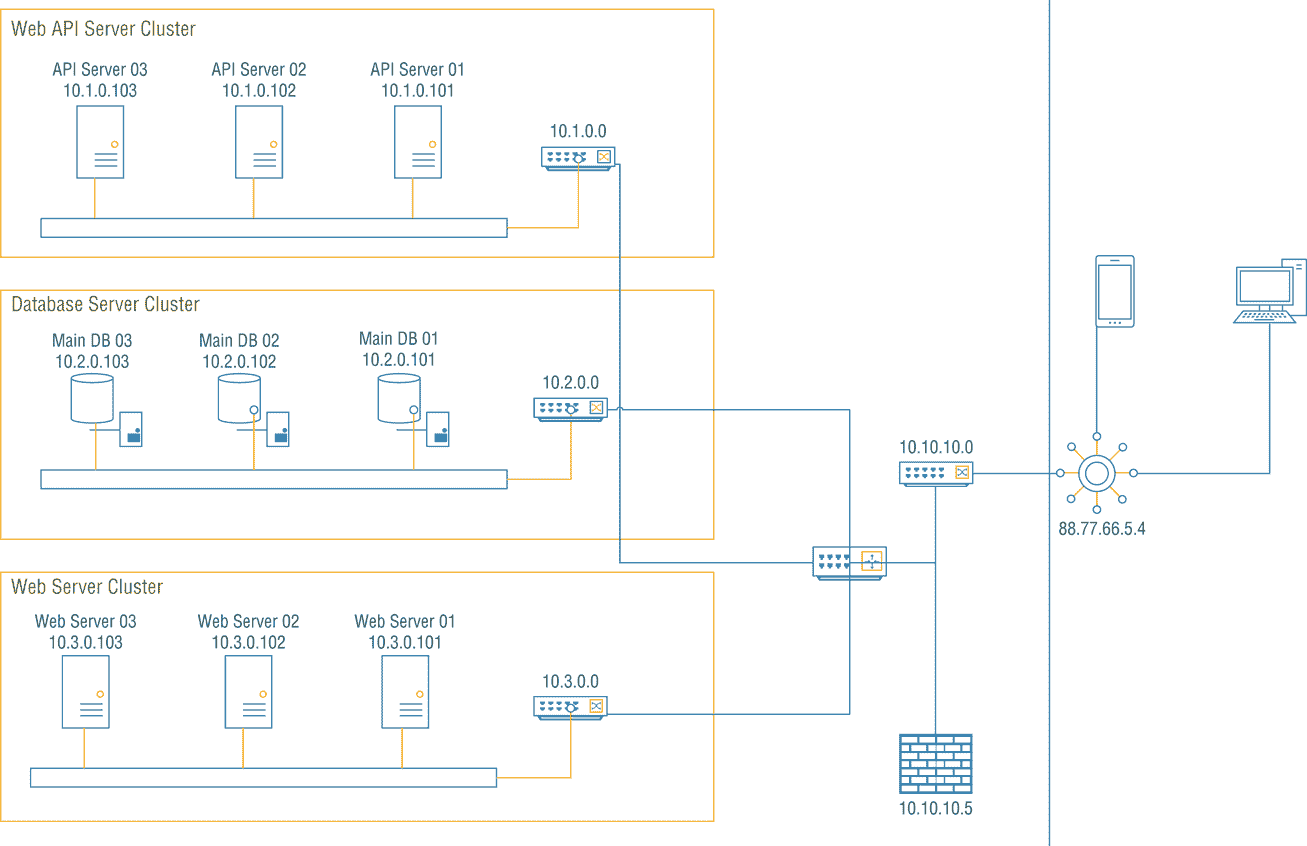 Web API Server Cluster
API Server 03
10.1.0.103
API Server 02
10.1.0.102
API Server 01
10.1.0.101
10.1.0.0
Database Server Cluster
Main DB 03
10.2.0.103
Main DB 02
10.2.0.102
Main DB 01
10.2.0.101
10.2.0.0
10.10.10.0
88.77.66.5.4
Web Server Cluster
Web Server 03
10.3.0.103
Web Server 02
10.3.0.102
Web Server 01
10.3.0.101
10.3.0.0
10.10.10.5